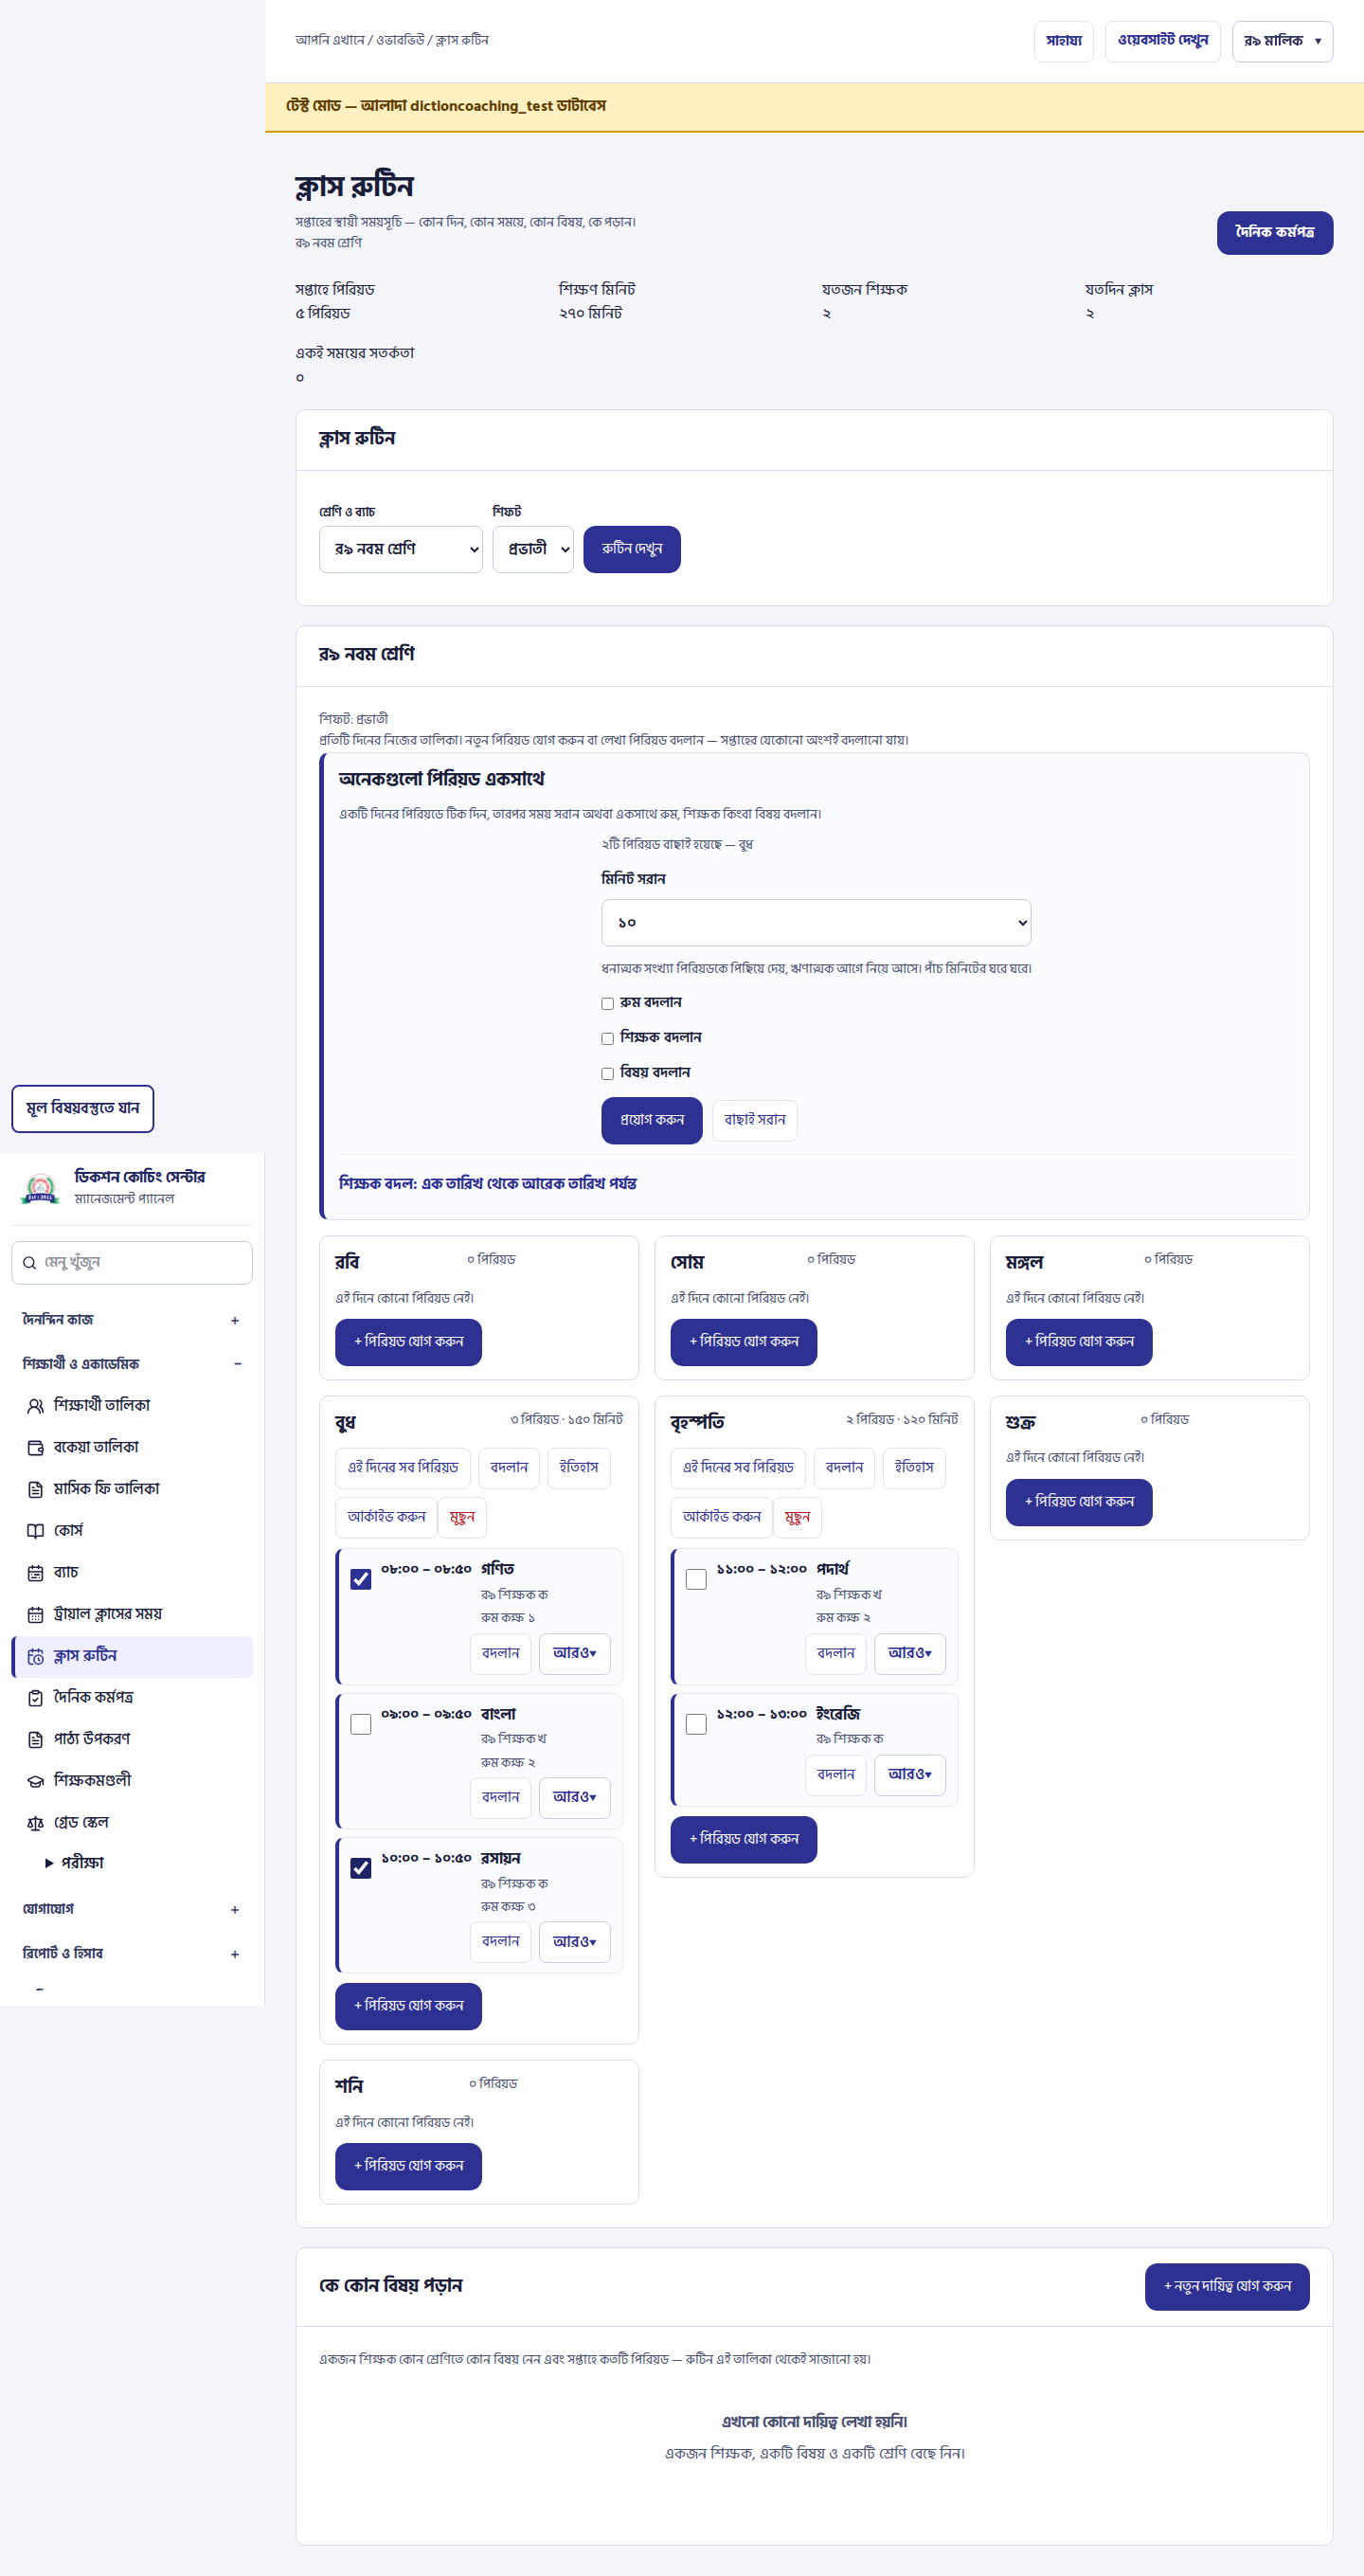 আপনি এখানে / ওভারভিউ / ক্লাস রুটিন
সাহায্য
ওয়েবসাইট দেখুন
র৯ মালিক ▾
টেস্ট মোড — আলাদা dictioncoaching_test ডাটাবেস
ক্লাস রুটিন
সপ্তাহের স্থায়ী সময়সূচি — কোন দিন, কোন সময়ে, কোন বিষয়, কে পড়ান।
র৯ নবম শ্রেণি
দৈনিক কর্মপত্র
সপ্তাহে পিরিয়ড
৫ পিরিয়ড
শিক্ষণ মিনিট
২৭০ মিনিট
যতজন শিক্ষক
২
যতদিন ক্লাস
২
একই সময়ের সতর্কতা
০
ক্লাস রুটিন
শ্রেণি ও ব্যাচ
র৯ নবম শ্রেণি
শিফট
প্রভাতী
রুটিন দেখুন
র৯ নবম শ্রেণি
শিফট: প্রভাতী
প্রতিটি দিনের নিজের তালিকা। নতুন পিরিয়ড যোগ করুন বা লেখা পিরিয়ড বদলান — সপ্তাহের যেকোনো অংশই বদলানো যায়।
অনেকগুলো পিরিয়ড একসাথে
একটি দিনের পিরিয়ডে টিক দিন, তারপর সময় সরান অথবা একসাথে রুম, শিক্ষক কিংবা বিষয় বদলান।
২টি পিরিয়ড বাছাই হয়েছে — বুধ
মিনিট সরান
১০
ধনাত্মক সংখ্যা পিরিয়ডকে পিছিয়ে দেয়, ঋণাত্মক আগে নিয়ে আসে। পাঁচ মিনিটের ঘরে ঘরে।
রুম বদলান
শিক্ষক বদলান
বিষয় বদলান
প্রয়োগ করুন
বাছাই সরান
শিক্ষক বদল: এক তারিখ থেকে আরেক তারিখ পর্যন্ত
মূল বিষয়বস্তুতে যান
ডিকশন কোচিং সেন্টার
ম্যানেজমেন্ট প্যানেল
মেনু খুঁজুন
দৈনন্দিন কাজ +
শিক্ষার্থী ও একাডেমিক −
শিক্ষার্থী তালিকা
বকেয়া তালিকা
মাসিক ফি তালিকা
কোর্স
ব্যাচ
ট্রায়াল ক্লাসের সময়
ক্লাস রুটিন
দৈনিক কর্মপত্র
পাঠ্য উপকরণ
শিক্ষকমণ্ডলী
গ্রেড স্কেল
▶ পরীক্ষা
যোগাযোগ +
রিপোর্ট ও হিসাব +
রবি
০ পিরিয়ড
এই দিনে কোনো পিরিয়ড নেই।
+ পিরিয়ড যোগ করুন
সোম
০ পিরিয়ড
এই দিনে কোনো পিরিয়ড নেই।
+ পিরিয়ড যোগ করুন
মঙ্গল
০ পিরিয়ড
এই দিনে কোনো পিরিয়ড নেই।
+ পিরিয়ড যোগ করুন
বুধ
৩ পিরিয়ড · ১৫০ মিনিট
এই দিনের সব পিরিয়ড
বদলান
ইতিহাস
আর্কাইভ করুন
মুছুন
০৮:০০ – ০৮:৫০ গণিত
র৯ শিক্ষক ক
রুম কক্ষ ১
বদলান
আরও▾
০৯:০০ – ০৯:৫০ বাংলা
র৯ শিক্ষক খ
রুম কক্ষ ২
বদলান
আরও▾
১০:০০ – ১০:৫০ রসায়ন
র৯ শিক্ষক ক
রুম কক্ষ ৩
বদলান
আরও▾
+ পিরিয়ড যোগ করুন
বৃহস্পতি
২ পিরিয়ড · ১২০ মিনিট
এই দিনের সব পিরিয়ড
বদলান
ইতিহাস
আর্কাইভ করুন
মুছুন
১১:০০ – ১২:০০ পদার্থ
র৯ শিক্ষক খ
রুম কক্ষ ২
বদলান
আরও▾
১২:০০ – ১৩:০০ ইংরেজি
র৯ শিক্ষক ক
বদলান
আরও▾
+ পিরিয়ড যোগ করুন
শুক্র
০ পিরিয়ড
এই দিনে কোনো পিরিয়ড নেই।
+ পিরিয়ড যোগ করুন
শনি
০ পিরিয়ড
এই দিনে কোনো পিরিয়ড নেই।
+ পিরিয়ড যোগ করুন
কে কোন বিষয় পড়ান
+ নতুন দায়িত্ব যোগ করুন
একজন শিক্ষক কোন শ্রেণিতে কোন বিষয় নেন এবং সপ্তাহে কতটি পিরিয়ড — রুটিন এই তালিকা থেকেই সাজানো হয়।
এখনো কোনো দায়িত্ব লেখা হয়নি।
একজন শিক্ষক, একটি বিষয় ও একটি শ্রেণি বেছে নিন।